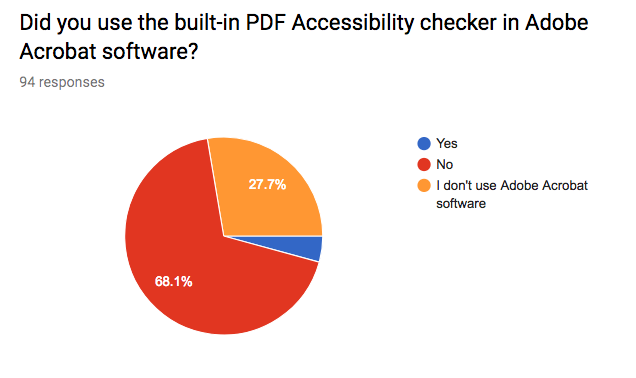 Did you use the built-in PDF Accessibility checker in Adobe
Acrobat software?
94 responses
27.7%
68.1%
Yes
No
I don't use Adobe Acrobat
software